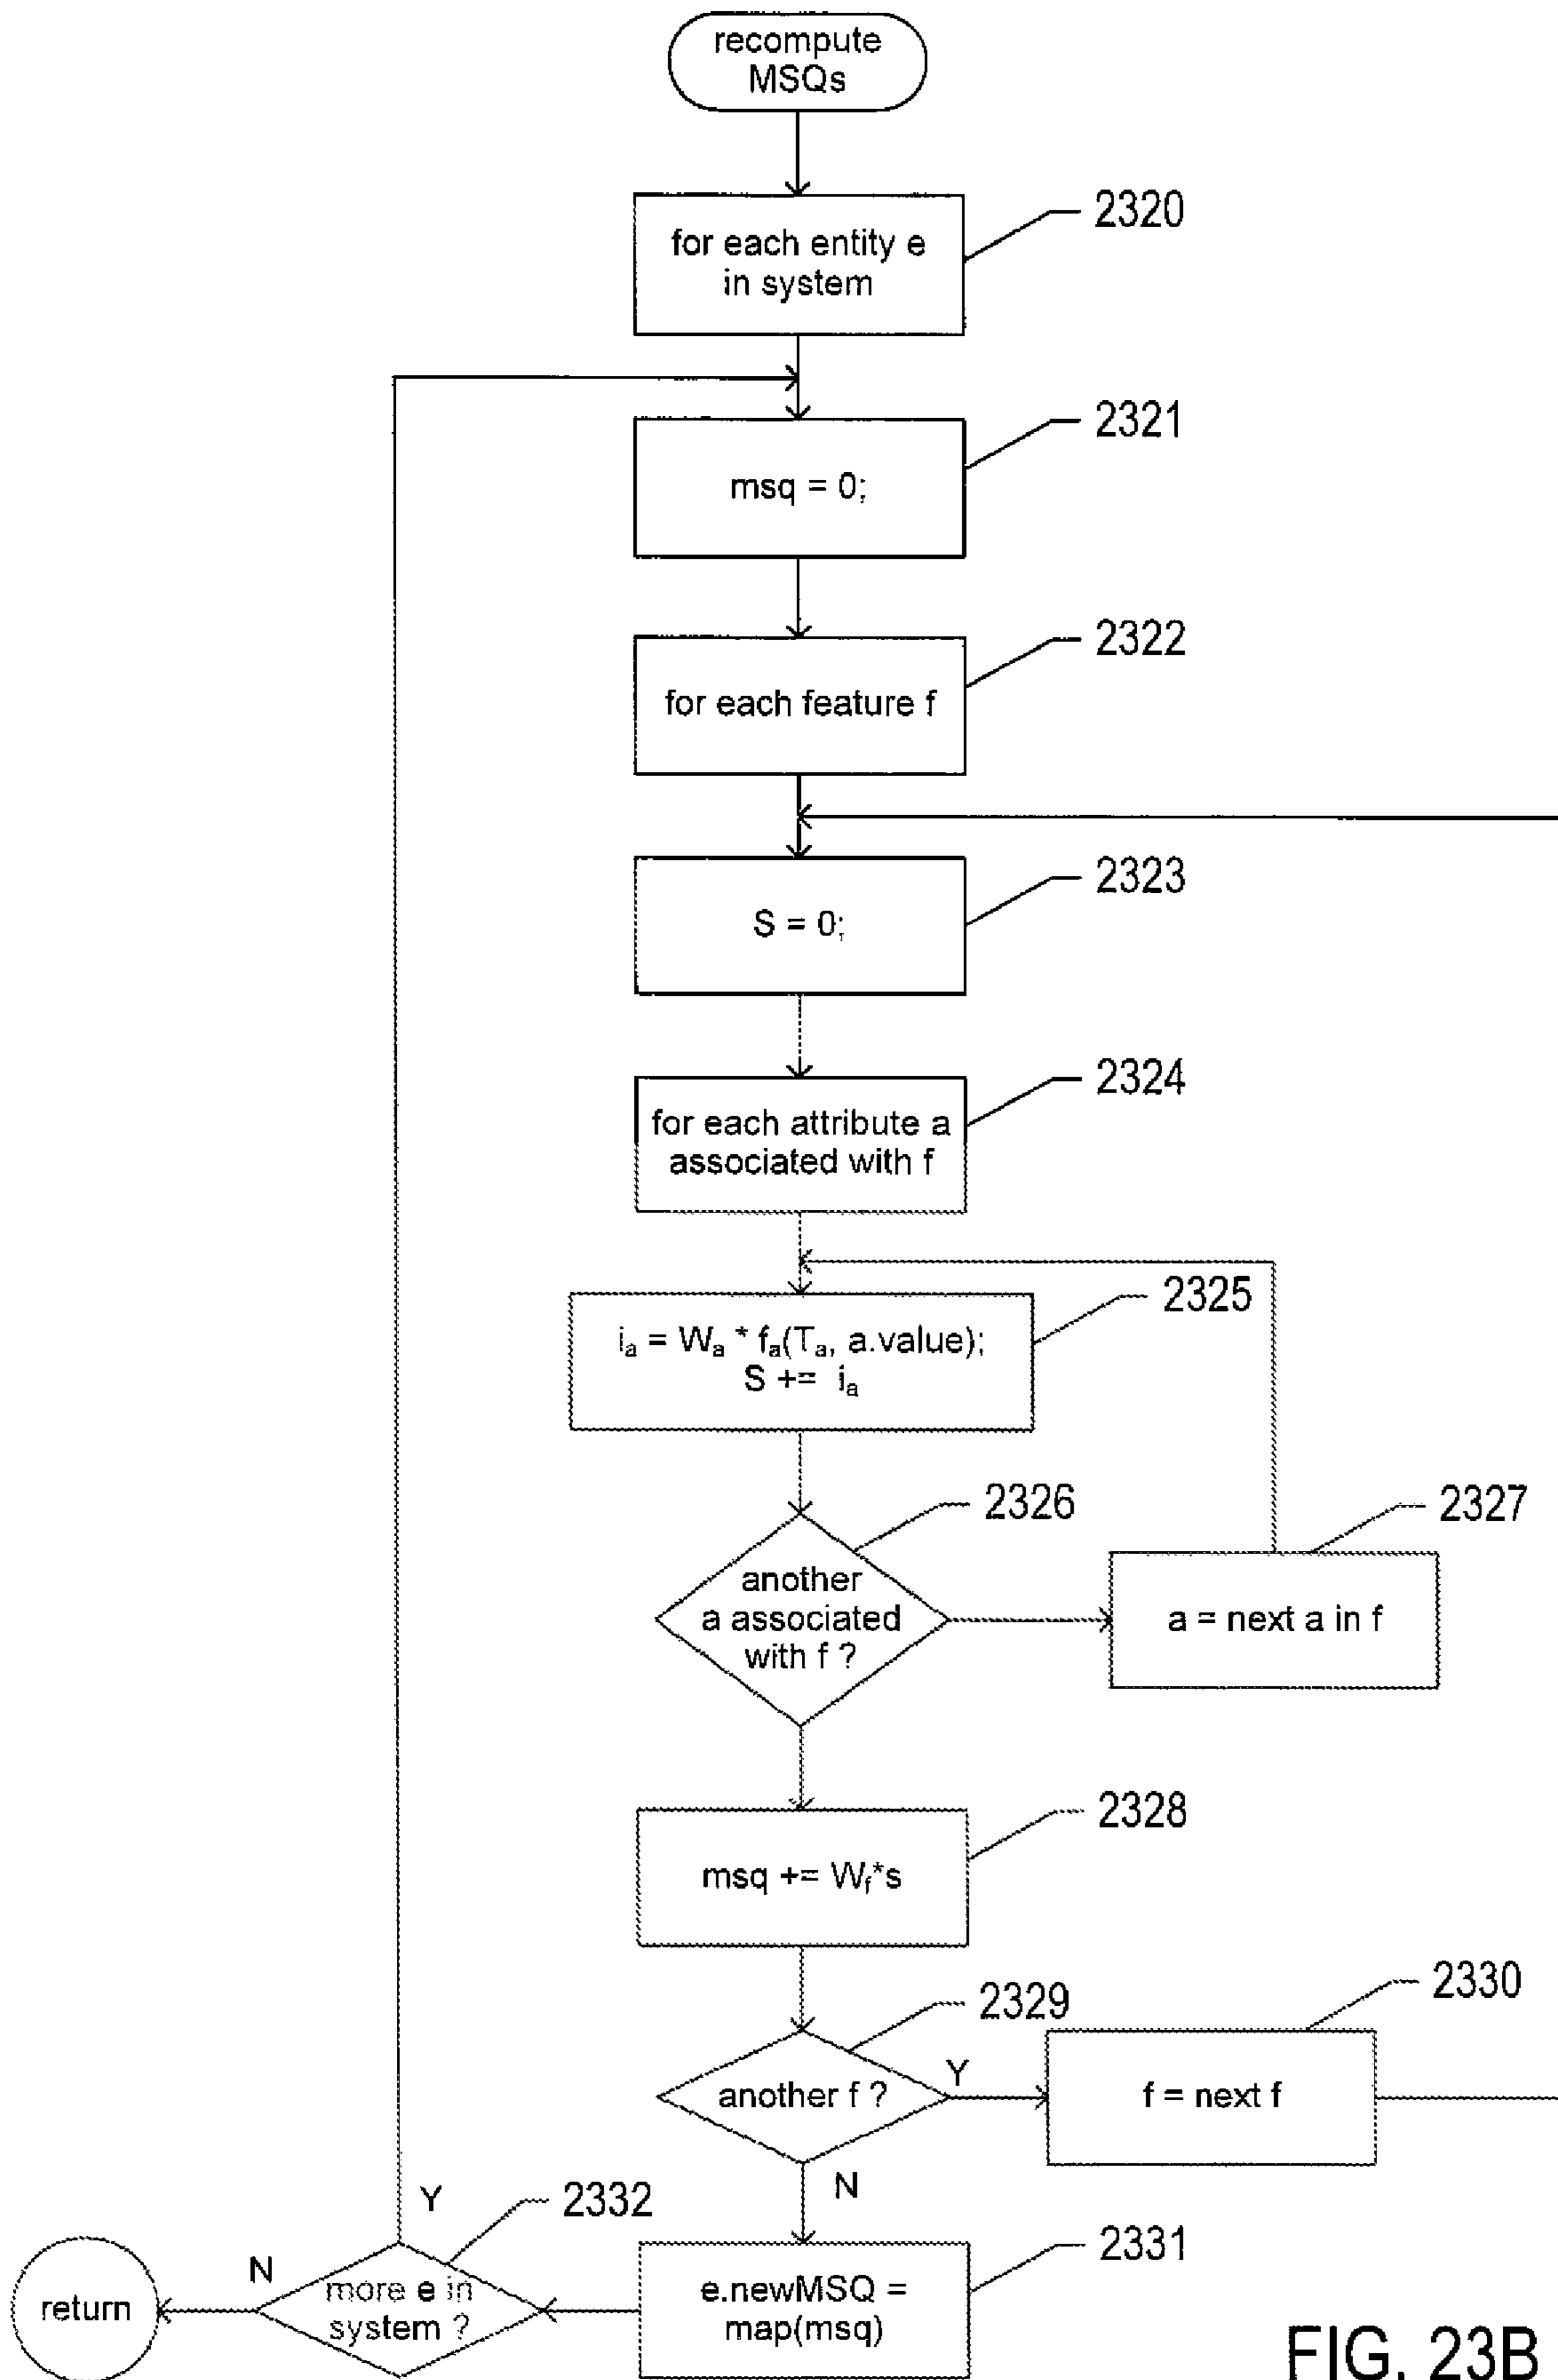 recompute
MSQs
2320
for each entity e
in system
2321
msq = 0;
2322
for each feature f
2323
S = 0;
2324
for each attribute a
associated with f
2325
iₐ = Wₐ * fₐ(Tₐ, a.value);
S += iₐ
2326
another
a associated
with f ?
2327
a = next a in f
2328
msq += W_f*s
2329
another f ?
Y
2330
f = next f
N
2331
e.newMSQ =
map(msq)
2332
Y
more e in
system ?
N
return
FIG. 23B